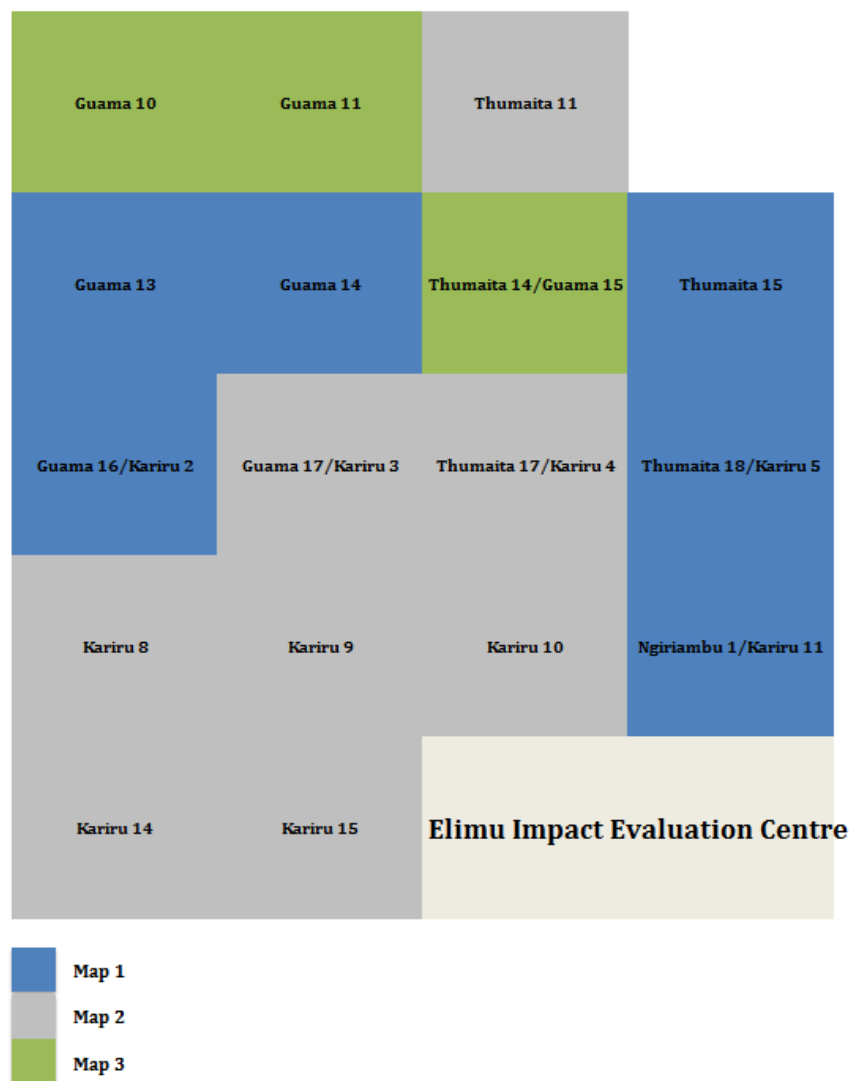 Guama 10
Guama 11
Thumaita 11
Guama 13
Guama 14
Thumaita 14/Guama 15
Thumaita 15
Guama 16/Kariru 2
Guama 17/Kariru 3
Thumaita 17/Kariru 4
Thumaita 18/Kariru 5
Kariru 8
Kariru 9
Kariru 10
Ngiriambu 1/Kariru 11
Kariru 14
Kariru 15
Elimu Impact Evaluation Centre
Map 1
Map 2
Map 3